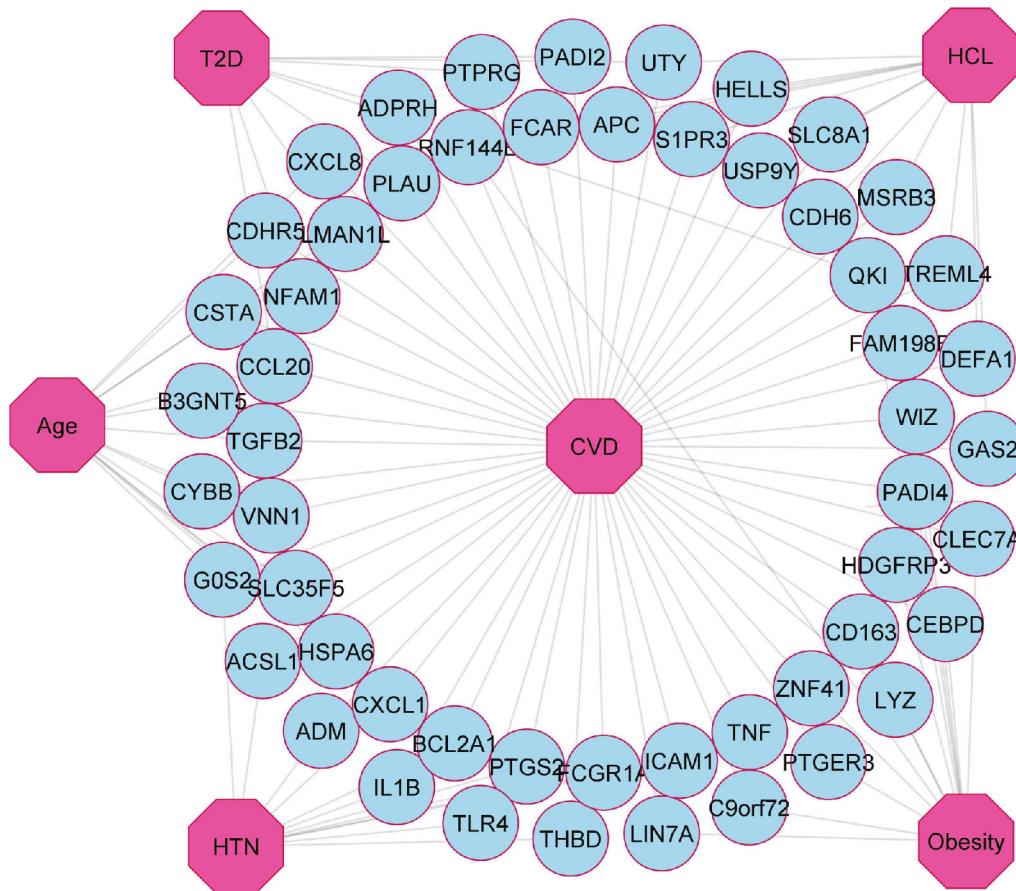 T2D
PADI2
UTY
HCL
PTPRG
HELLS
ADPRH
FCAR
APC
S1PR3
SLC8A1
CXCL8
PLAU
USP9Y
MSRB3
CDHR5
LMAN1L
CDH6
CSTA
NFAM1
QKI
TREML4
CCL20
DEFA1
B3GNT5
Age
TGFB2
CVD
WIZ
GAS2
CYBB
VNN1
PADI4
CLEC7A
G0S2
SLC35F5
HDGFRP3
ACSL1
HSPA6
CD163
CEBPD
ADM
CXCL1
ZNF41
LYZ
BCL2A1
TNF
IL1B
PTGS2
FCGR1A
ICAM1
PTGER3
HTN
TLR4
THBD
LIN7A
C9orf72
Obesity